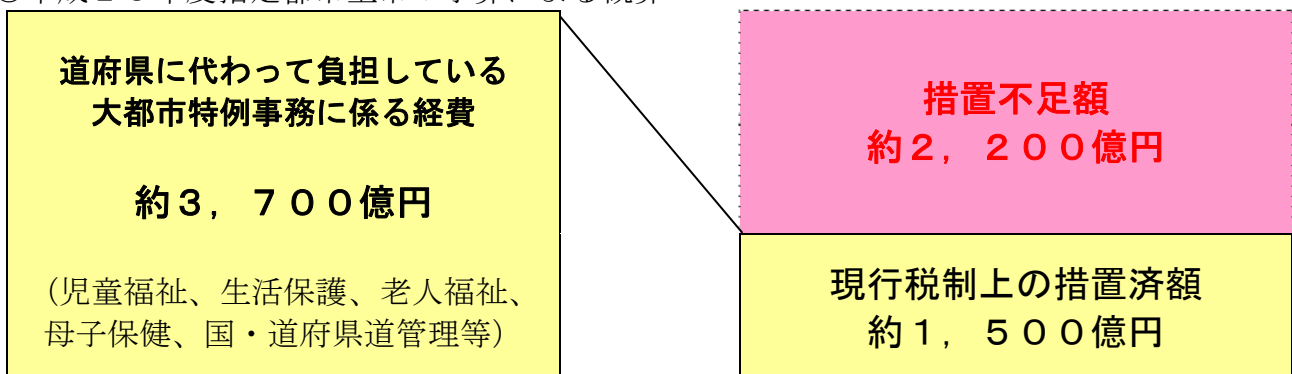 道府県に代わって負担している
大都市特例事務に係る経費
約３，７００億円
（児童福祉、生活保護、老人福祉、
母子保健、国・道府県道管理等）
措置不足額
約２，２００億円
現行税制上の措置済額
約１，５００億円